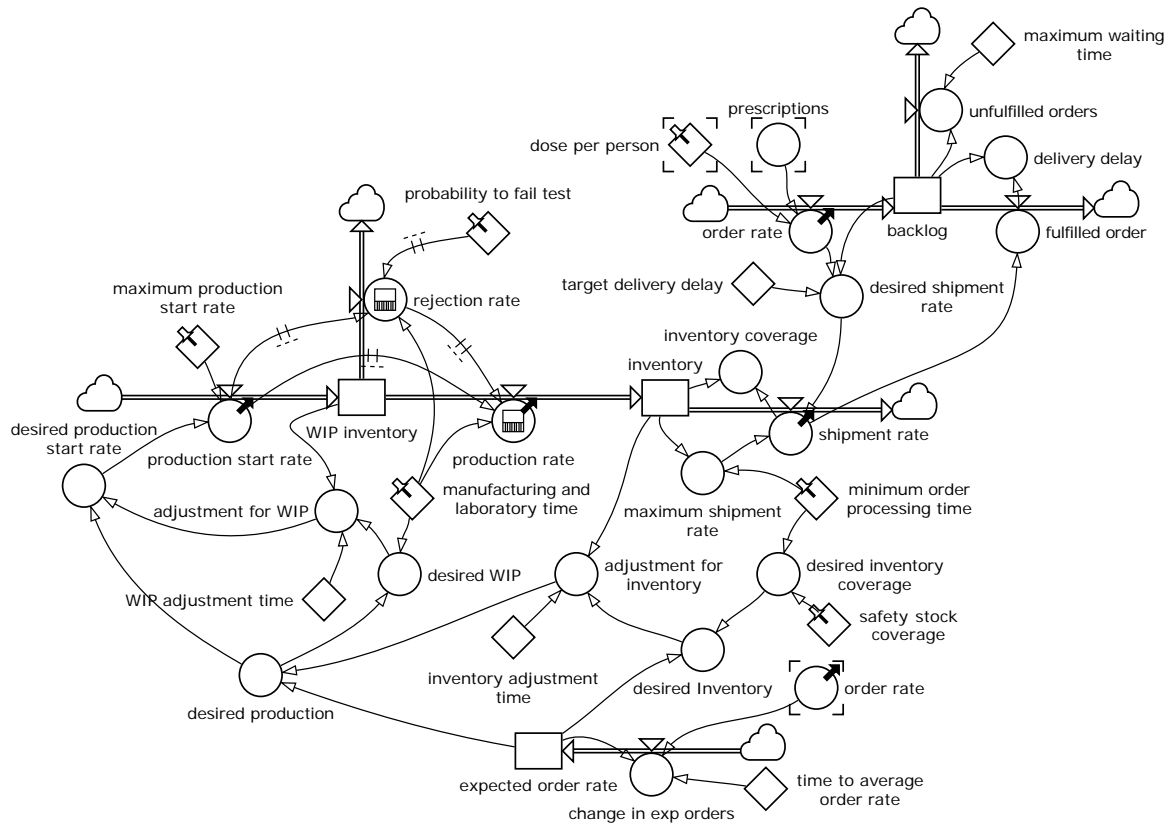 maximum waiting
time
prescriptions
unfulfilled orders
dose per person
delivery delay
probability to fail test
order rate
backlog
fulfilled order
maximum production
start rate
rejection rate
target delivery delay
desired shipment
rate
inventory coverage
inventory
desired production
start rate
WIP inventory
shipment rate
production start rate
production rate
adjustment for WIP
manufacturing and
laboratory time
maximum shipment
rate
minimum order
processing time
WIP adjustment time
desired WIP
adjustment for
inventory
desired inventory
coverage
safety stock
coverage
inventory adjustment
time
desired Inventory
order rate
desired production
expected order rate
change in exp orders
time to average
order rate